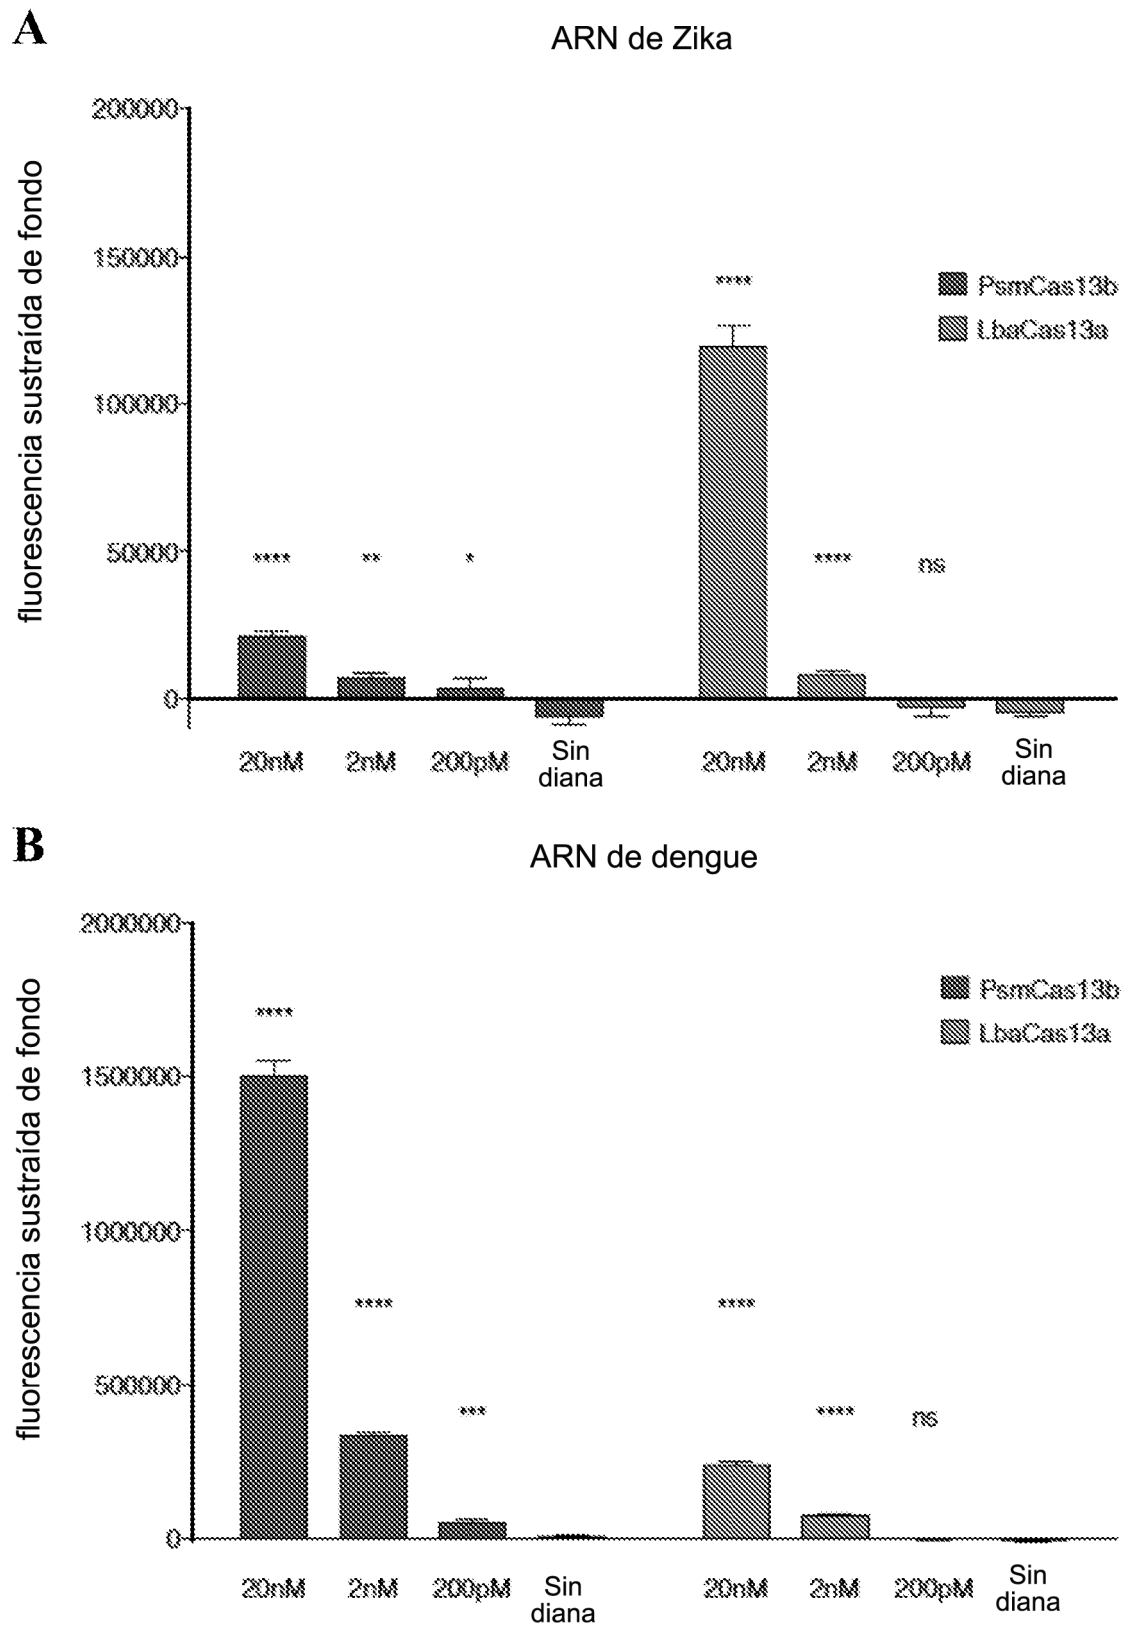 A
ARN de Zika
fluorescencia sustraída de fondo
200000
150000
100000
50000
0
****
**
*
****
****
ns
PsmCas13b
LbaCas13a
20nM
2nM
200pM
Sin
diana
20nM
2nM
200pM
Sin
diana
B
ARN de dengue
fluorescencia sustraída de fondo
2000000
1500000
1000000
500000
0
****
****
***
****
****
ns
PsmCas13b
LbaCas13a
20nM
2nM
200pM
Sin
diana
20nM
2nM
200pM
Sin
diana